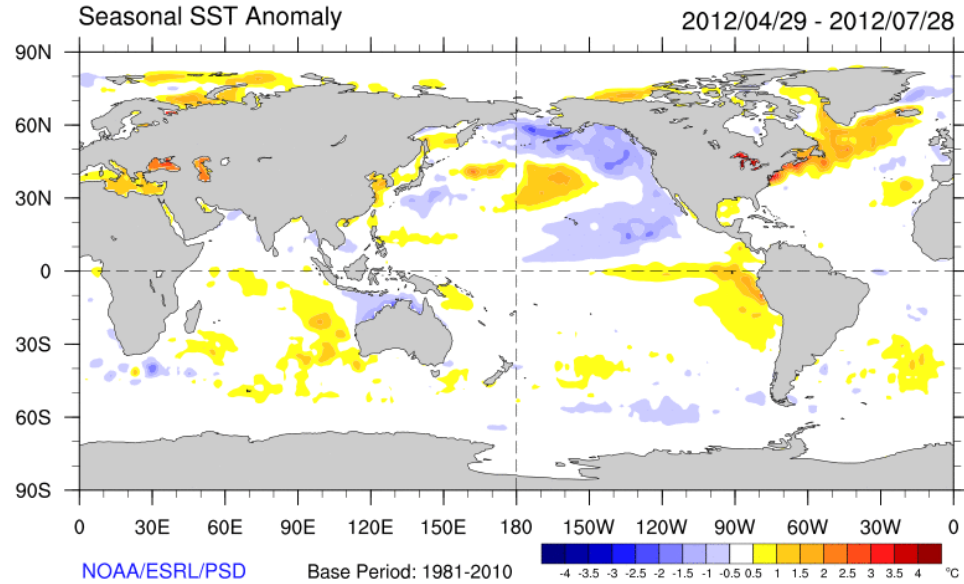 Seasonal SST Anomaly 2012/04/29 - 2012/07/28
90N
60N
30N
0
30S
60S
90S
0 30E 60E 90E 120E 150E 180 150W 120W 90W 60W 30W 0
NOAA/ESRL/PSD Base Period: 1981-2010
-4 -3.5 -3 -2.5 -2 -1.5 -1 -0.5 0.5 1 1.5 2 2.5 3 3.5 4 °C